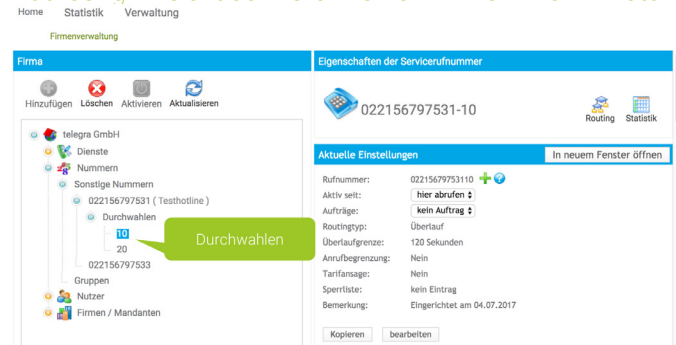 Home Statistik Verwaltung
Firmenverwaltung
Firma
Hinzufügen Löschen Aktivieren Aktualisieren
telegra GmbH
Dienste
Nummern
Sonstige Nummern
022156797531 ( Testhotline )
Durchwahlen
10
20
022156797533
Gruppen
Nutzer
Firmen / Mandanten
Durchwahlen
Eigenschaften der Servicerufnummer
022156797531-10
Routing Statistik
Aktuelle Einstellungen In neuem Fenster öffnen
Rufnummer: 02215679753110
Aktiv seit: hier abrufen
Aufträge: kein Auftrag
Routingtyp: Überlauf
Überlaufgrenze: 120 Sekunden
Anrufbegrenzung: Nein
Tarifansage: Nein
Sperrliste: kein Eintrag
Bemerkung: Eingerichtet am 04.07.2017
Kopieren bearbeiten